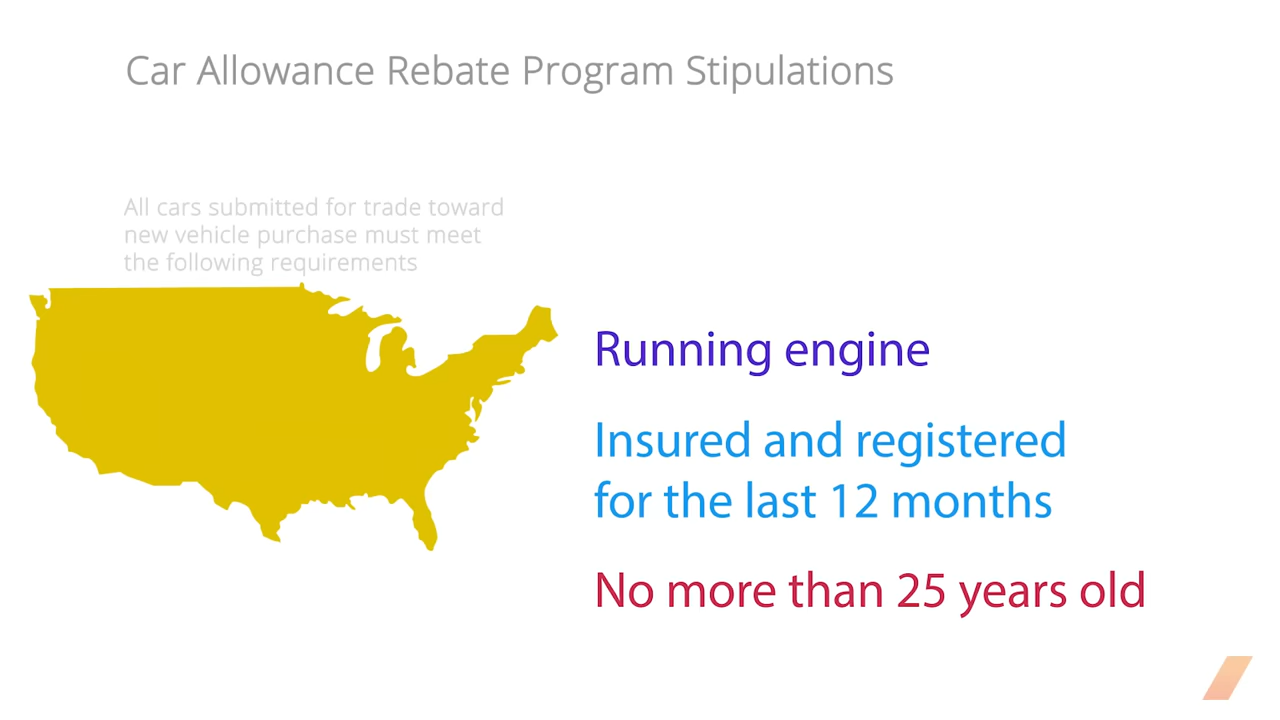 Car Allowance Rebate Program Stipulations
All cars submitted for trade toward
new vehicle purchase must meet
the following requirements
Running engine
Insured and registered
for the last 12 months
No more than 25 years old